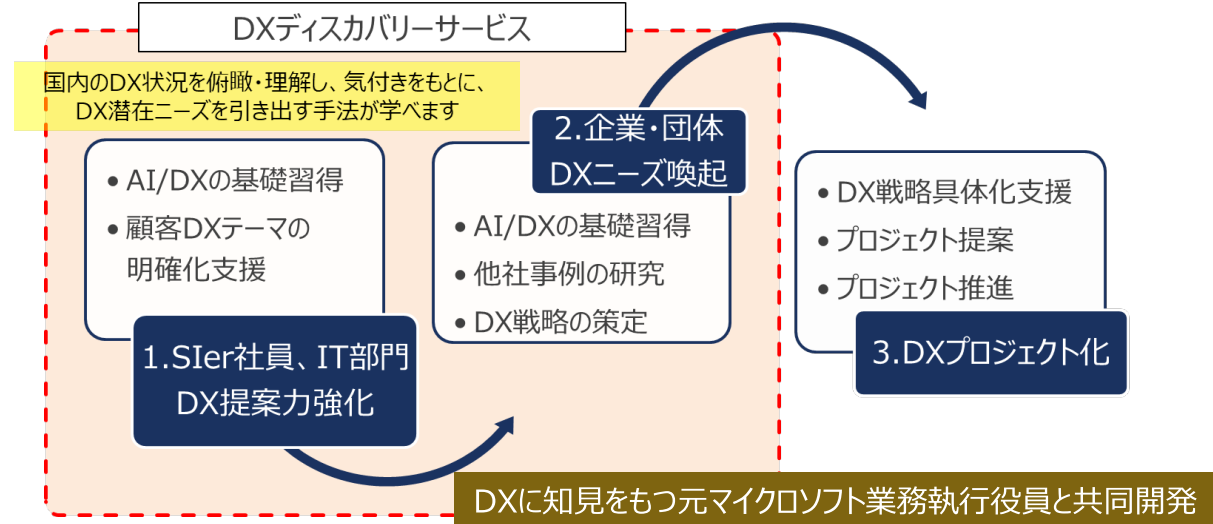 DXディスカバリーサービス
国内のDX状況を俯瞰・理解し、気付きをもとに、
DX潜在ニーズを引き出す手法が学べます
• AI/DXの基礎習得
• 顧客DXテーマの
明確化支援
1.SIer社員、IT部門
DX提案力強化
2.企業・団体
DXニーズ喚起
• AI/DXの基礎習得
• 他社事例の研究
• DX戦略の策定
• DX戦略具体化支援
• プロジェクト提案
• プロジェクト推進
3.DXプロジェクト化
DXに知見をもつ元マイクロソフト業務執行役員と共同開発